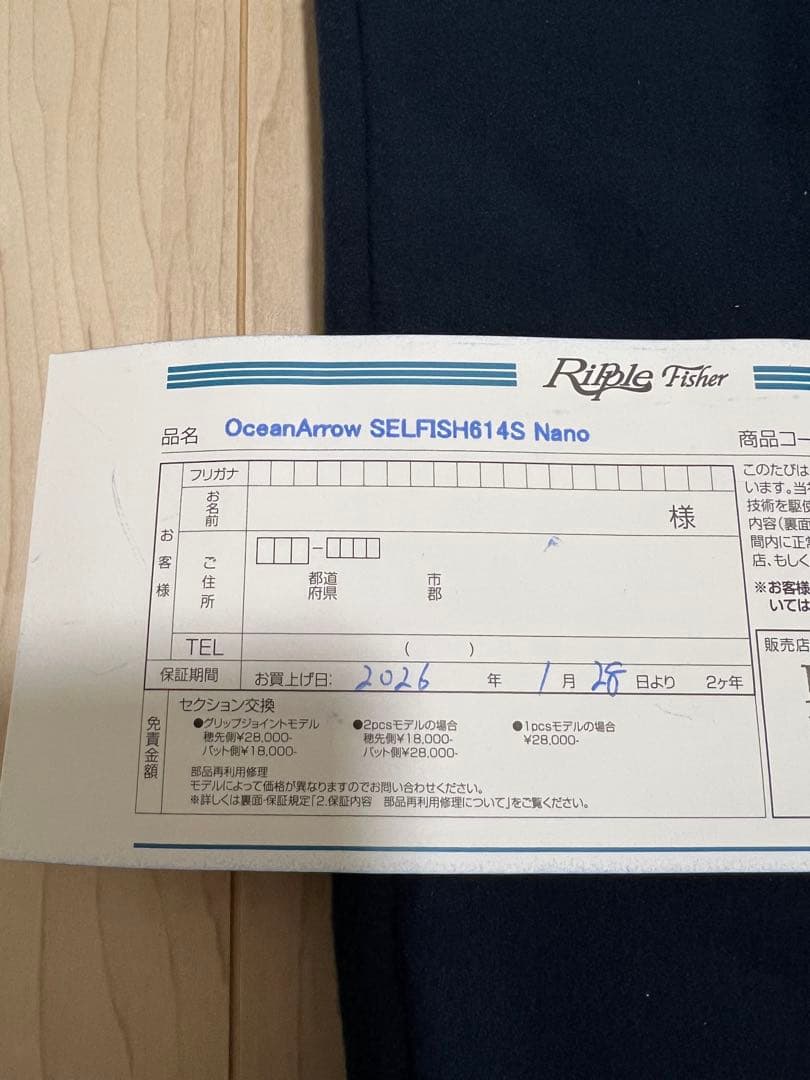 Ripple Fisher
品名 OceanArrow SELFISH614S Nano
商品コー
フリガナ
お客様
お名前
様
ご住所
都道府県
市郡
TEL ( )
保証期間 お買上げ日: 2026 年 1 月 28 日より 2ヶ年
免責金額
セクション交換
●グリップジョイントモデル
穂先側¥28,000-
バット側¥18,000-
●2pcsモデルの場合
穂先側¥18,000-
バット側¥28,000-
●1pcsモデルの場合
¥28,000-
部品再利用修理
モデルによって価格が異なりますのでお問い合わせください。
※詳しくは裏面・保証規定「2.保証内容 部品再利用修理について」をご覧ください。
このたびは
います。当
技術を駆使
内容(裏面
間内に正
店、もしく
※お客様
いては
販売店